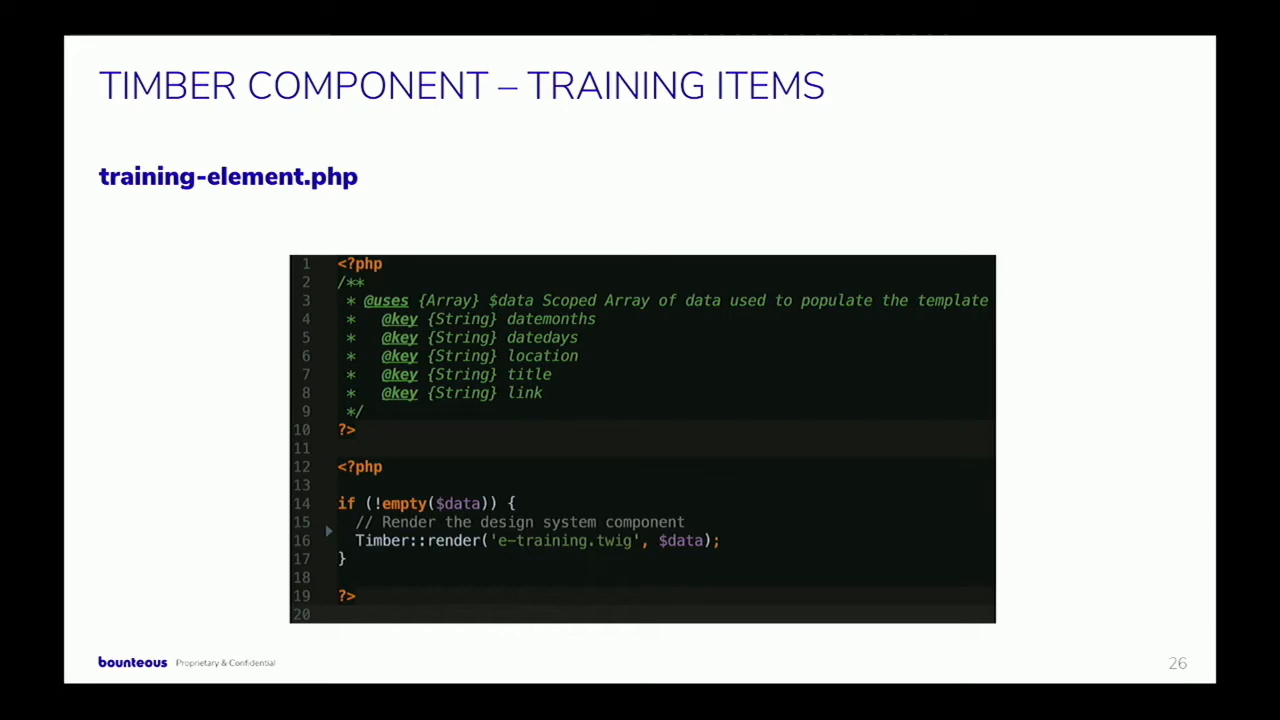 TIMBER COMPONENT – TRAINING ITEMS
training-element.php
1 <?php
2 /**
3 * @uses {Array} $data Scoped Array of data used to populate the template
4 * @key {String} datemonths
5 * @key {String} datedays
6 * @key {String} location
7 * @key {String} title
8 * @key {String} link
9 */
10 ?>
11
12 <?php
13
14 if (!empty($data)) {
15 // Render the design system component
16 Timber::render('e-training.twig', $data);
17 }
18
19 ?>
20
bounteous Proprietary & Confidential 26